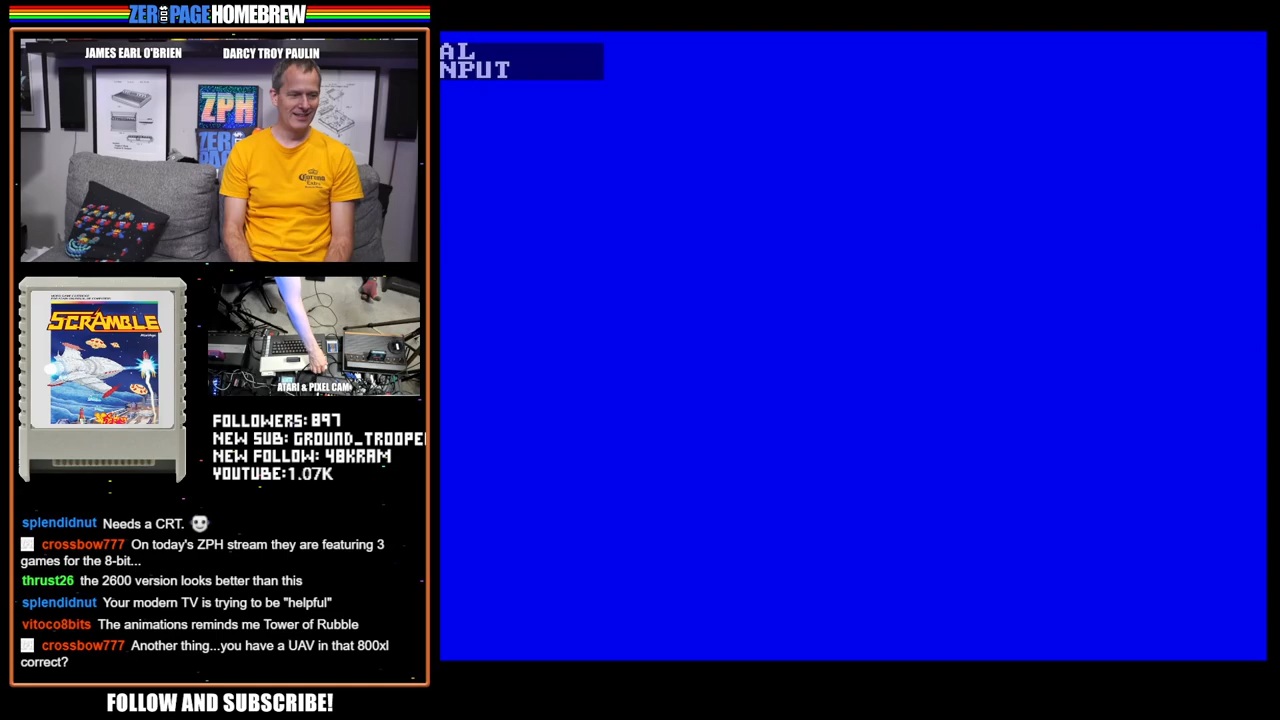 ZEROPAGE HOMEBREW
JAMES EARL O'BRIEN
DARCY TROY PAULIN
AL
NPUT
ZPH
Corona
Extra
SCRAMBLE
ATARI & PIXEL CAM
FOLLOWERS: 897
NEW SUB: GROUND_TROOPE
NEW FOLLOW: 48KRAM
YOUTUBE:1.07K
splendidnut Needs a CRT.
crossbow777 On today's ZPH stream they are featuring 3
games for the 8-bit...
thrust26 the 2600 version looks better than this
splendidnut Your modern TV is trying to be "helpful"
vitoco8bits The animations reminds me Tower of Rubble
crossbow777 Another thing...you have a UAV in that 800xl
correct?
FOLLOW AND SUBSCRIBE!